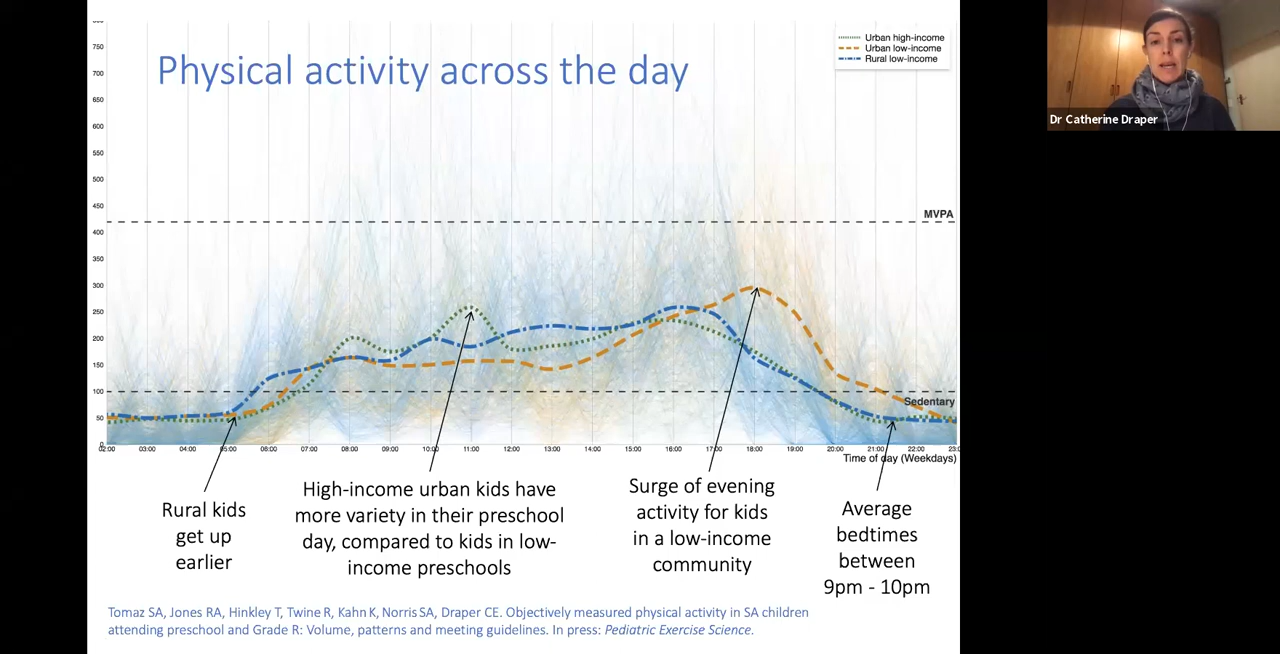 800
Physical activity across the day
Urban high-income
Urban low-income
Rural low-income
Dr Catherine Draper
750
700
650
600
550
500
450
MVPA
400
350
300
250
200
150
100
Sedentary
50
0
02:00 03:00 04:00 05:00 06:00 07:00 08:00 09:00 10:00 11:00 12:00 13:00 14:00 15:00 16:00 17:00 18:00 19:00 20:00 21:00 22:00 23:
Time of day (Weekdays)
Rural kids
get up
earlier
High-income urban kids have
more variety in their preschool
day, compared to kids in low-
income preschools
Surge of evening
activity for kids
in a low-income
community
Average
bedtimes
between
9pm - 10pm
Tomaz SA, Jones RA, Hinkley T, Twine R, Kahn K, Norris SA, Draper CE. Objectively measured physical activity in SA children
attending preschool and Grade R: Volume, patterns and meeting guidelines. In press: Pediatric Exercise Science.